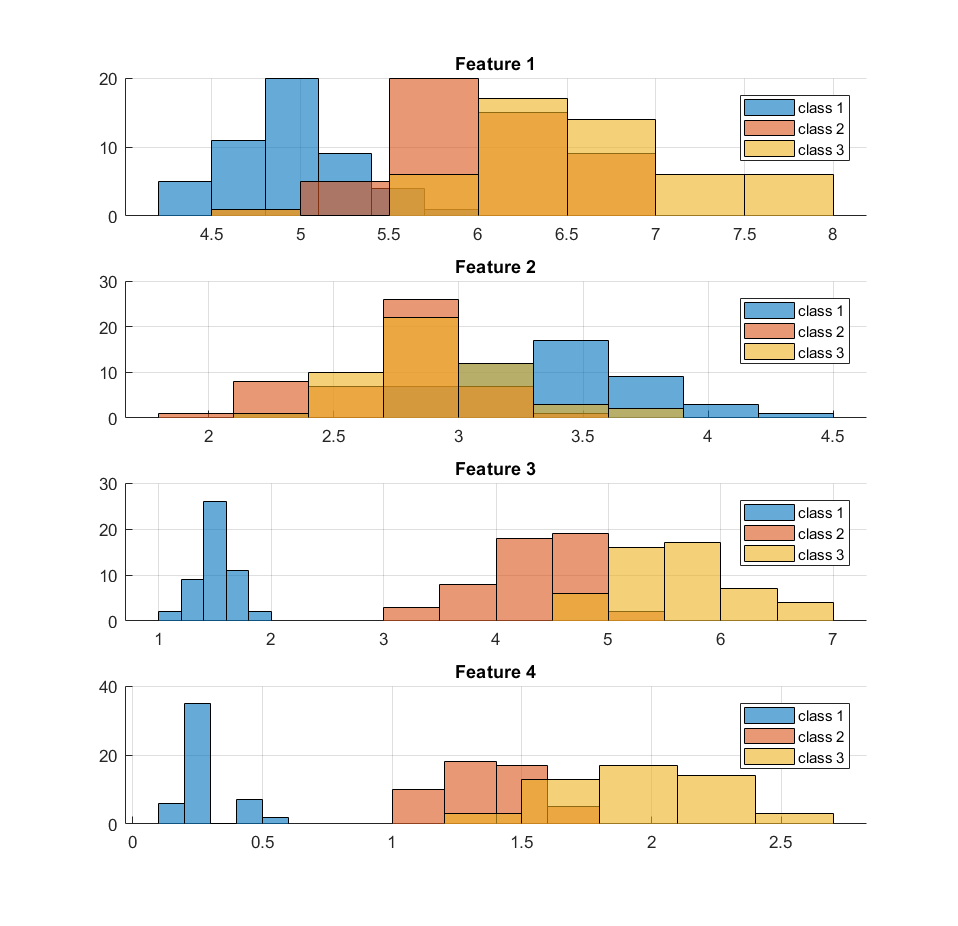 Feature 1
20
10
0
class 1
class 2
class 3
4.5 5 5.5 6 6.5 7 7.5 8
Feature 2
30
20
10
0
class 1
class 2
class 3
2 2.5 3 3.5 4 4.5
Feature 3
30
20
10
0
class 1
class 2
class 3
1 2 3 4 5 6 7
Feature 4
40
20
0
class 1
class 2
class 3
0 0.5 1 1.5 2 2.5